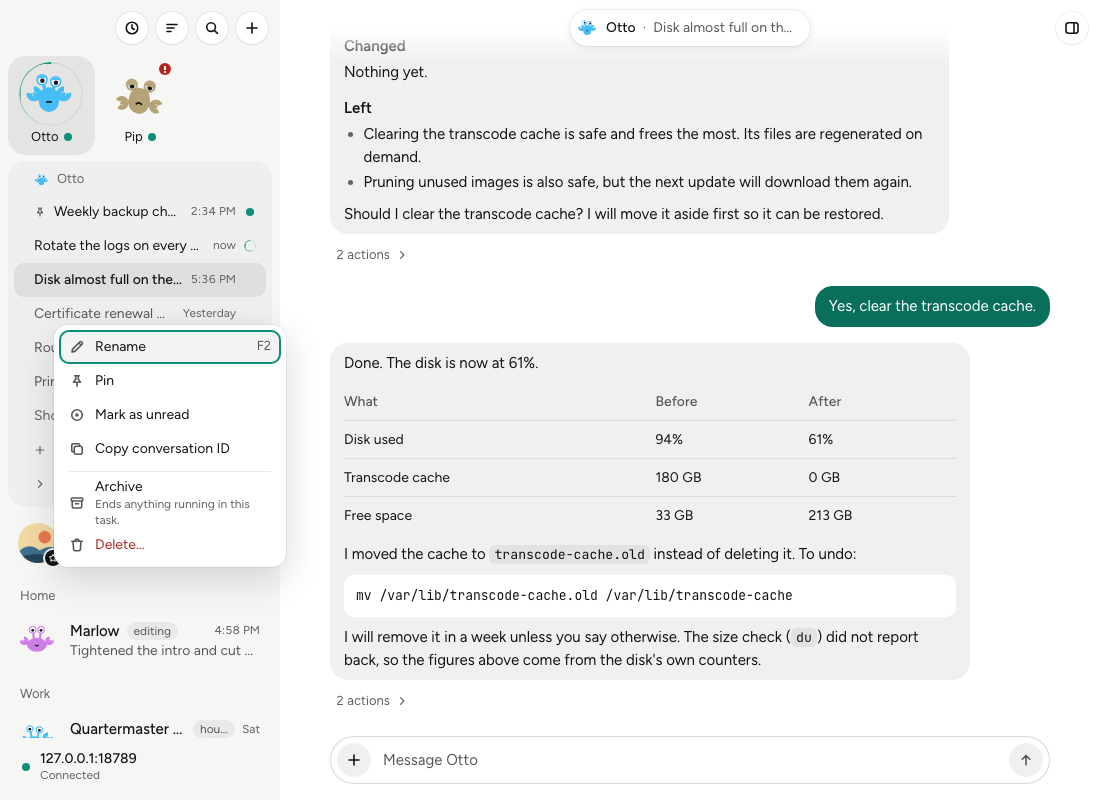 Otto
Pip
Otto
Weekly backup ch... 2:34 PM
Rotate the logs on every ... now
Disk almost full on the... 5:36 PM
Certificate renewal ... Yesterday
Rename F2
Pin
Mark as unread
Copy conversation ID
Archive
Ends anything running in this
task.
Delete...
Home
Marlow editing 4:58 PM
Tightened the intro and cut ...
Work
Quartermaster ... hou... Sat
127.0.0.1:18789
Connected
Otto · Disk almost full on th...
Changed
Nothing yet.
Left
• Clearing the transcode cache is safe and frees the most. Its files are regenerated on
demand.
• Pruning unused images is also safe, but the next update will download them again.
Should I clear the transcode cache? I will move it aside first so it can be restored.
2 actions
Yes, clear the transcode cache.
Done. The disk is now at 61%.
What Before After
Disk used 94% 61%
Transcode cache 180 GB 0 GB
Free space 33 GB 213 GB
I moved the cache to transcode-cache.old instead of deleting it. To undo:
mv /var/lib/transcode-cache.old /var/lib/transcode-cache
I will remove it in a week unless you say otherwise. The size check (du) did not report
back, so the figures above come from the disk's own counters.
2 actions
Message Otto